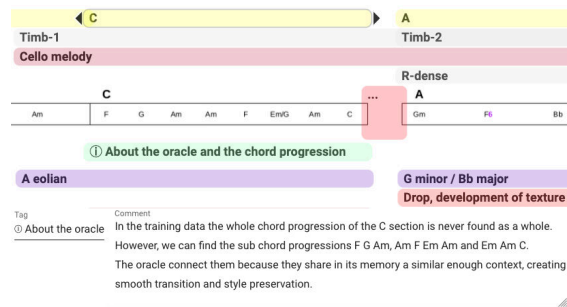 C A
Timb-1 Timb-2
Cello melody
R-dense
C ... A
Am F G Am Am F Em/G Am C Gm F6 Bb
ⓘ About the oracle and the chord progression
A eolian G minor / Bb major
Drop, development of texture
Tag Comment
ⓘ About the oracle In the training data the whole chord progression of the C section is never found as a whole.
However, we can find the sub chord progressions F G Am, Am F Em Am and Em Am C.
The oracle connect them because they share in its memory a similar enough context, creating
smooth transition and style preservation.